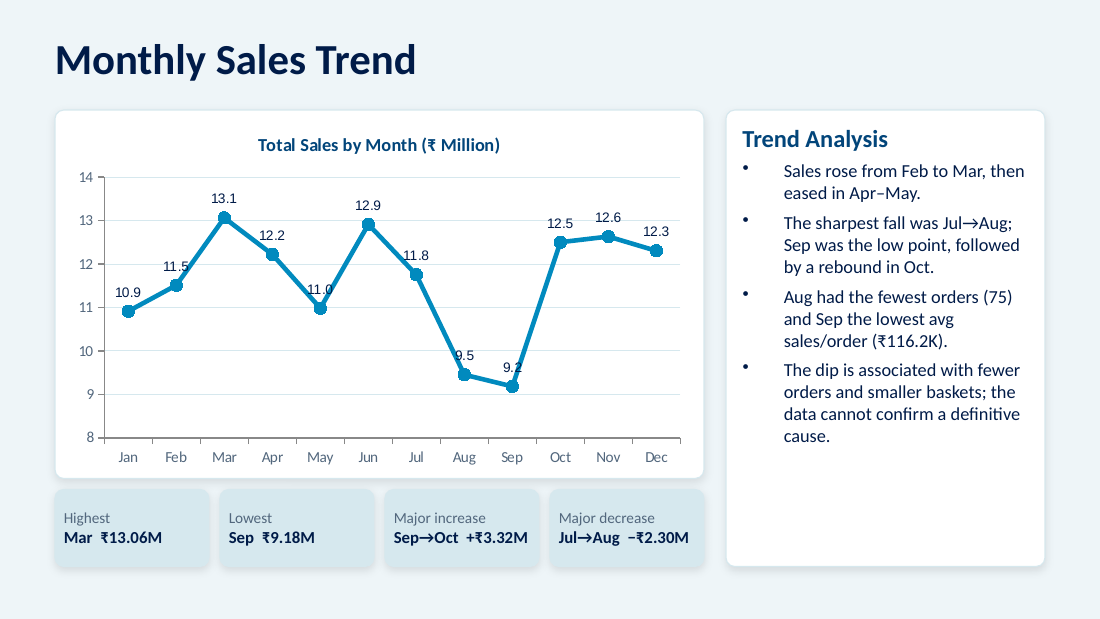 Monthly Sales Trend
Total Sales by Month (₹ Million)
14
13
12
11
10
9
8
10.9
11.5
13.1
12.2
11.0
12.9
11.8
9.5
9.2
12.5
12.6
12.3
Jan Feb Mar Apr May Jun Jul Aug Sep Oct Nov Dec
Highest
Mar ₹13.06M
Lowest
Sep ₹9.18M
Major increase
Sep→Oct +₹3.32M
Major decrease
Jul→Aug −₹2.30M
Trend Analysis
• Sales rose from Feb to Mar, then
eased in Apr–May.
• The sharpest fall was Jul→Aug;
Sep was the low point, followed
by a rebound in Oct.
• Aug had the fewest orders (75)
and Sep the lowest avg
sales/order (₹116.2K).
• The dip is associated with fewer
orders and smaller baskets; the
data cannot confirm a definitive
cause.